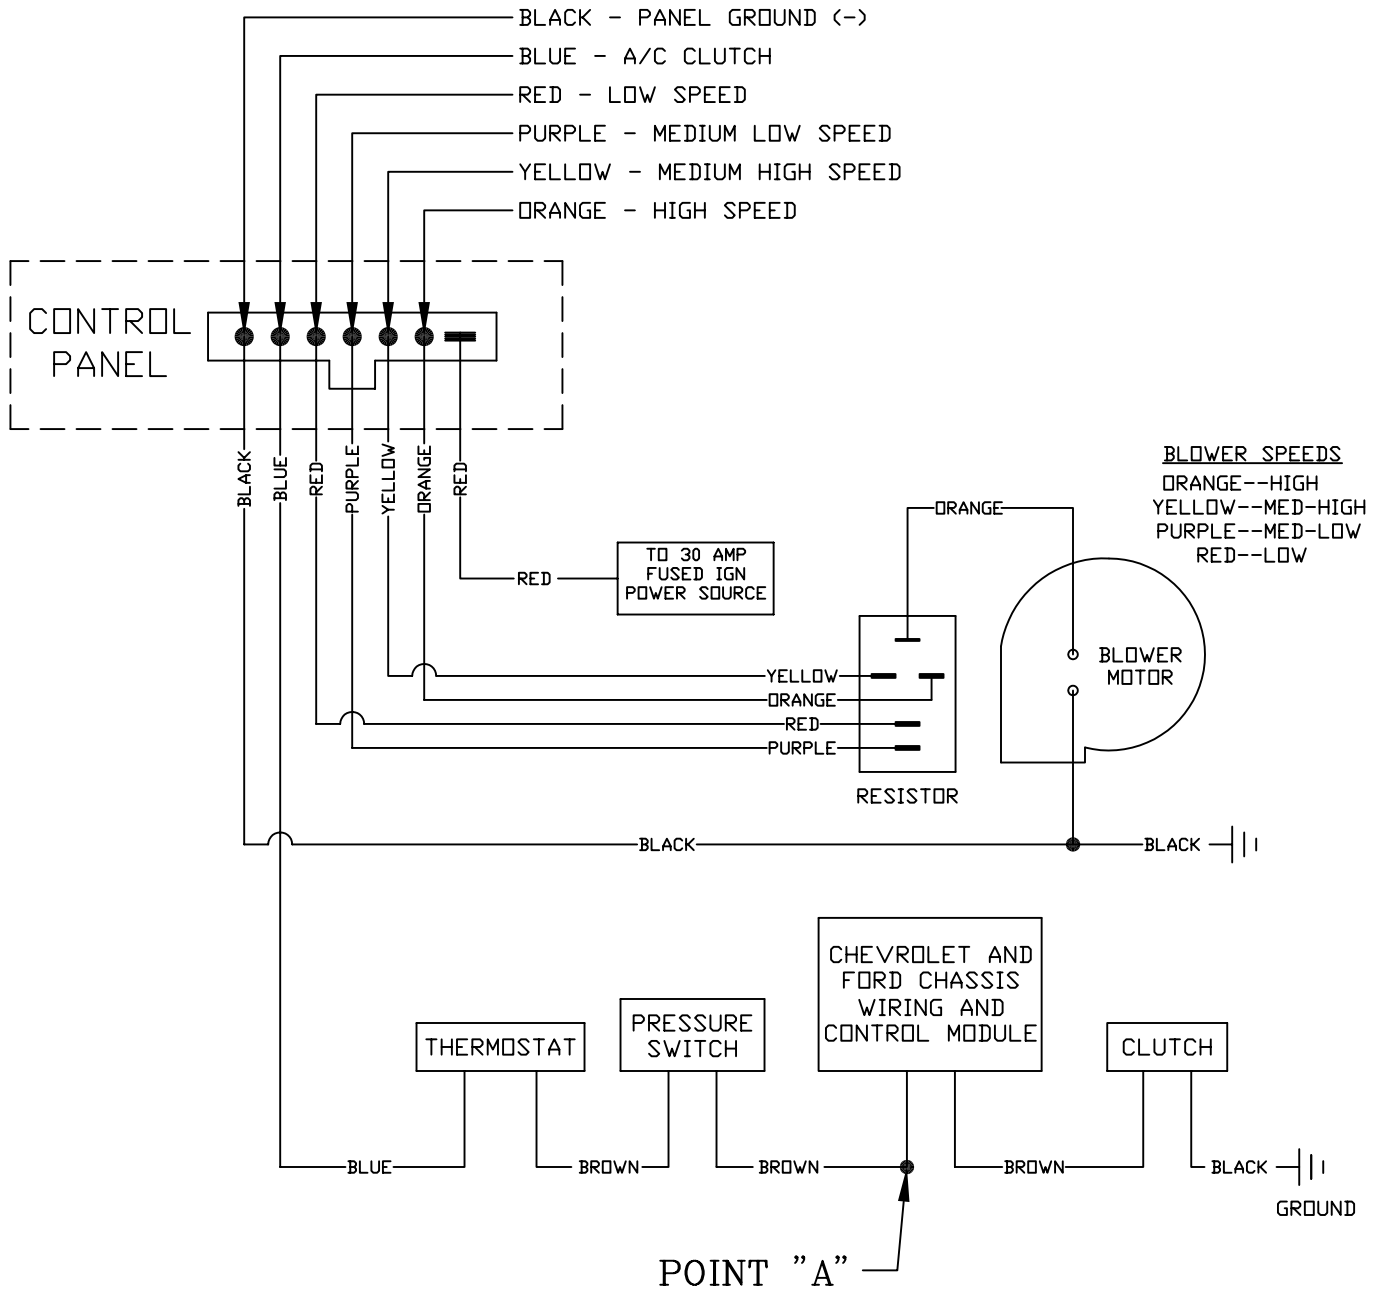 BLACK - PANEL GROUND (-)
BLUE - A/C CLUTCH
RED - LOW SPEED
PURPLE - MEDIUM LOW SPEED
YELLOW - MEDIUM HIGH SPEED
ORANGE - HIGH SPEED
CONTROL
PANEL
BLACK
BLUE
RED
PURPLE
YELLOW
ORANGE
RED
BLOWER SPEEDS
ORANGE--HIGH
YELLOW--MED-HIGH
PURPLE--MED-LOW
RED--LOW
ORANGE
RED
TO 30 AMP
FUSED IGN
POWER SOURCE
BLOWER
MOTOR
YELLOW
ORANGE
RED
PURPLE
RESISTOR
BLACK
BLACK
CHEVROLET AND
FORD CHASSIS
WIRING AND
CONTROL MODULE
THERMOSTAT
PRESSURE
SWITCH
CLUTCH
BLUE
BROWN
BROWN
BROWN
BLACK
GROUND
POINT "A"